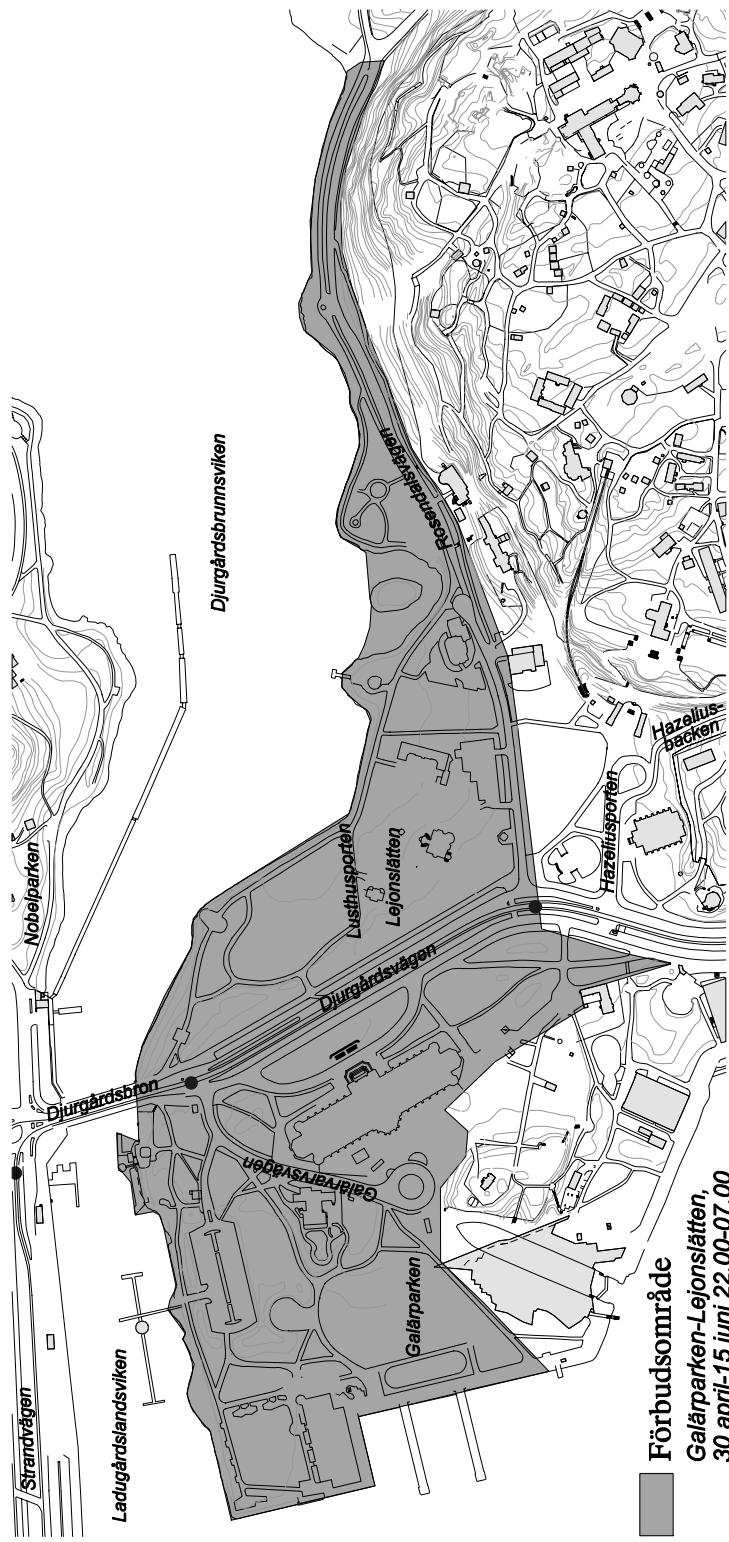 Strandvägen
Ladugårdslandsviken
Djurgårdsbron
Nobelparken
Djurgårdsbrunnsviken
Galärvarvsvägen
Galärparken
Djurgårdsvägen
Lusthusporten
Lejonslätten
Rosendalsvägen
Hazeliusporten
Hazelius-
backen
Förbudsområde
Galärparken-Lejonslätten,
30 april-15 juni 22.00-07.00